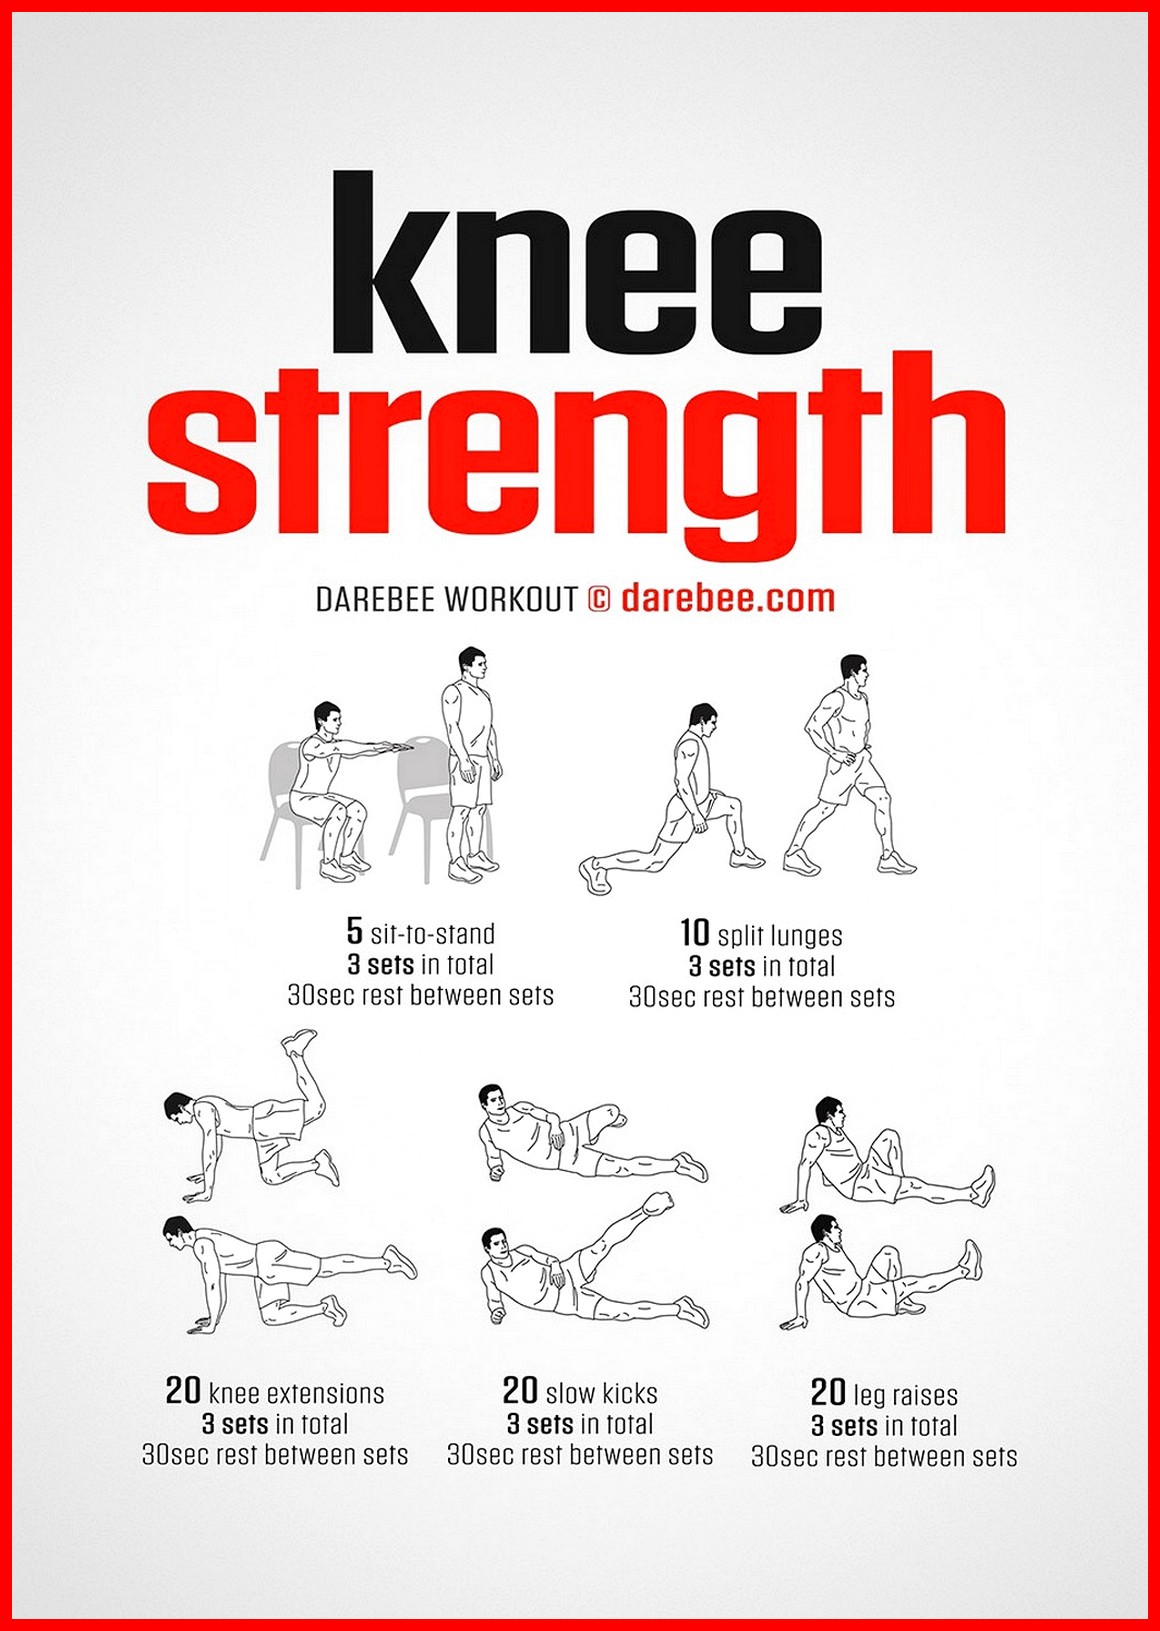 knee
strength
DAREBEE WORKOUT © darebee.com
5 sit-to-stand
3 sets in total
30sec rest between sets
10 split lunges
3 sets in total
30sec rest between sets
20 knee extensions
3 sets in total
30sec rest between sets
20 slow kicks
3 sets in total
30sec rest between sets
20 leg raises
3 sets in total
30sec rest between sets